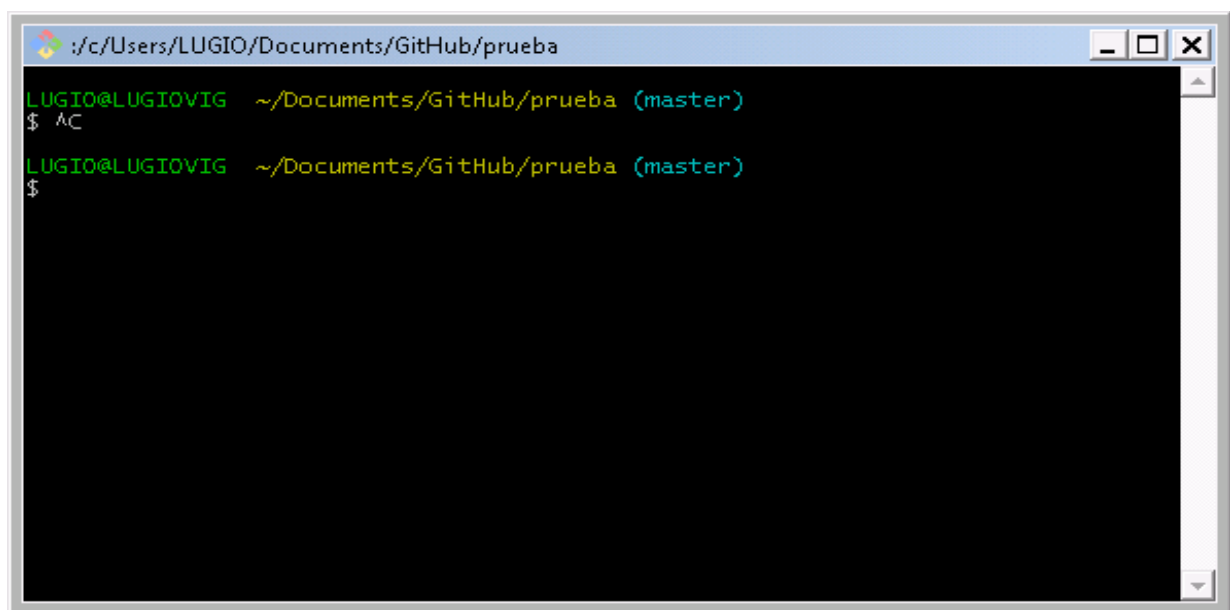 :/c/Users/LUGIO/Documents/GitHub/prueba
LUGIO@LUGIOVIG ~/Documents/GitHub/prueba (master)
$ ^C
LUGIO@LUGIOVIG ~/Documents/GitHub/prueba (master)
$